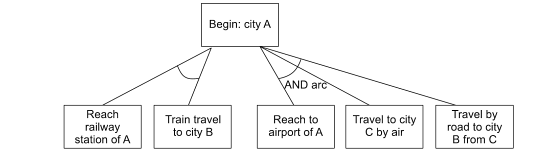 Begin: city A
AND arc
Reach
railway
station of A
Train travel
to city B
Reach to
airport of A
Travel to city
C by air
Travel by
road to city
B from C